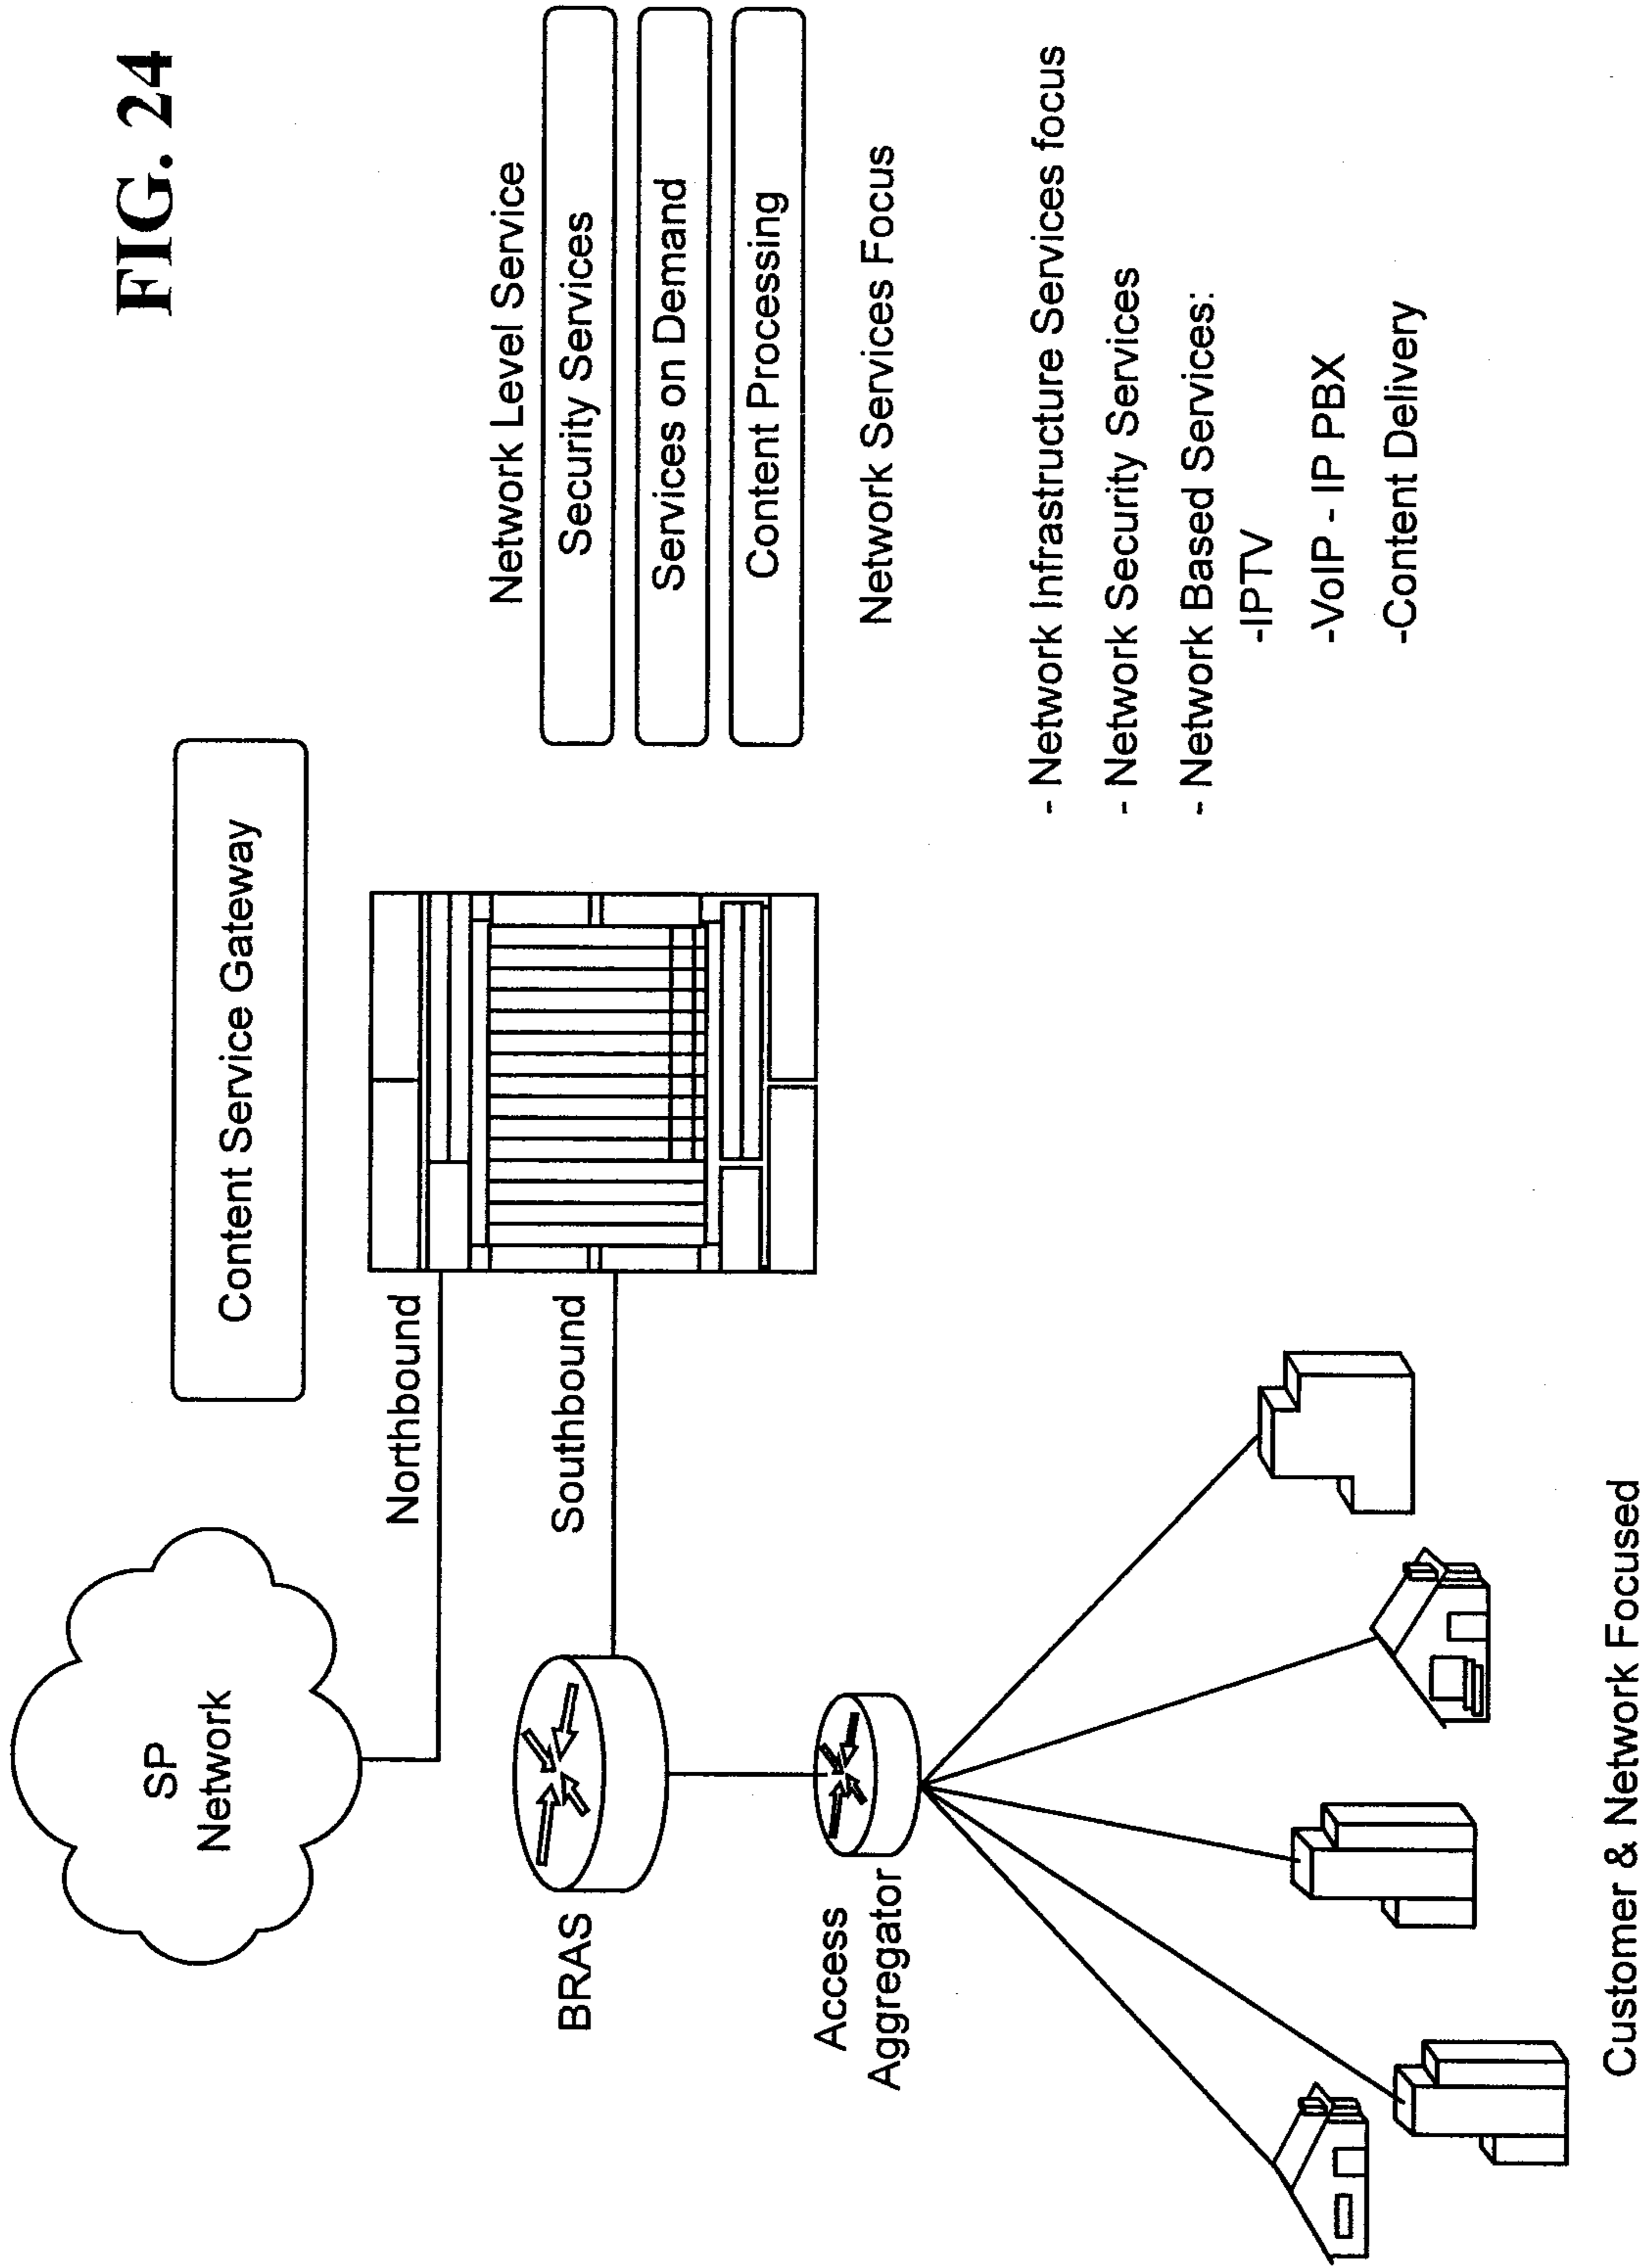 FIG. 24
Content Service Gateway
SP
Network
Northbound
Southbound
BRAS
Access
Aggregator
Customer & Network Focused
Network Level Service
Security Services
Services on Demand
Content Processing
Network Services Focus
- Network Infrastructure Services focus
- Network Security Services
- Network Based Services:
-IPTV
-VoIP - IP PBX
-Content Delivery